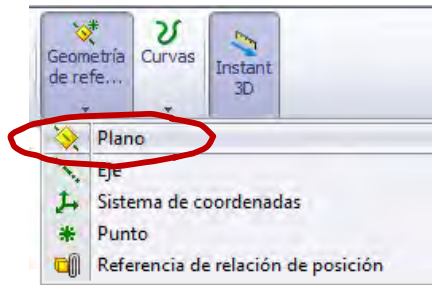 Geometría
de refe...
Curvas
Instant
3D
Plano
Eje
Sistema de coordenadas
Punto
Referencia de relación de posición